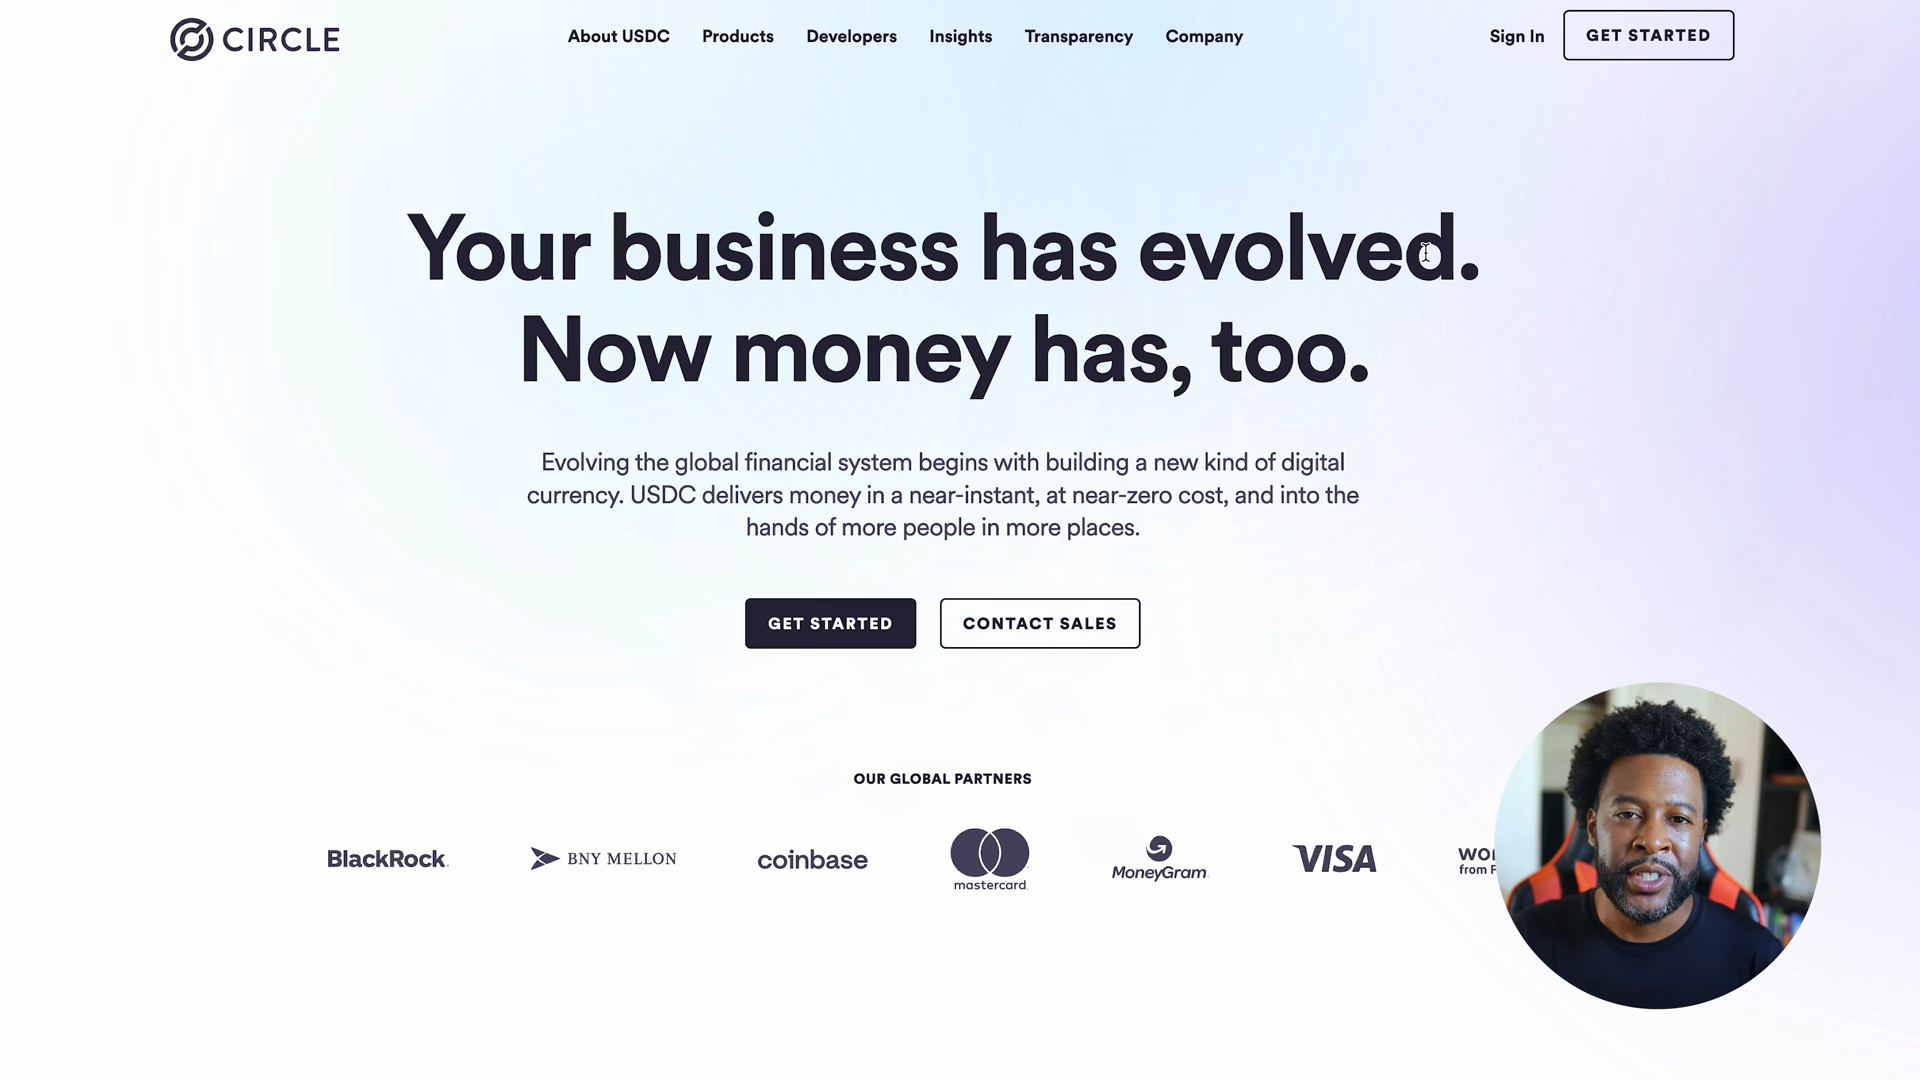 CIRCLE
About USDC
Products
Developers
Insights
Transparency
Company
Sign In
GET STARTED
Your business has evolved.
Now money has, too.
Evolving the global financial system begins with building a new kind of digital
currency. USDC delivers money in a near-instant, at near-zero cost, and into the
hands of more people in more places.
GET STARTED
CONTACT SALES
OUR GLOBAL PARTNERS
BlackRock.
BNY MELLON
coinbase
mastercard.
MoneyGram
VISA
from